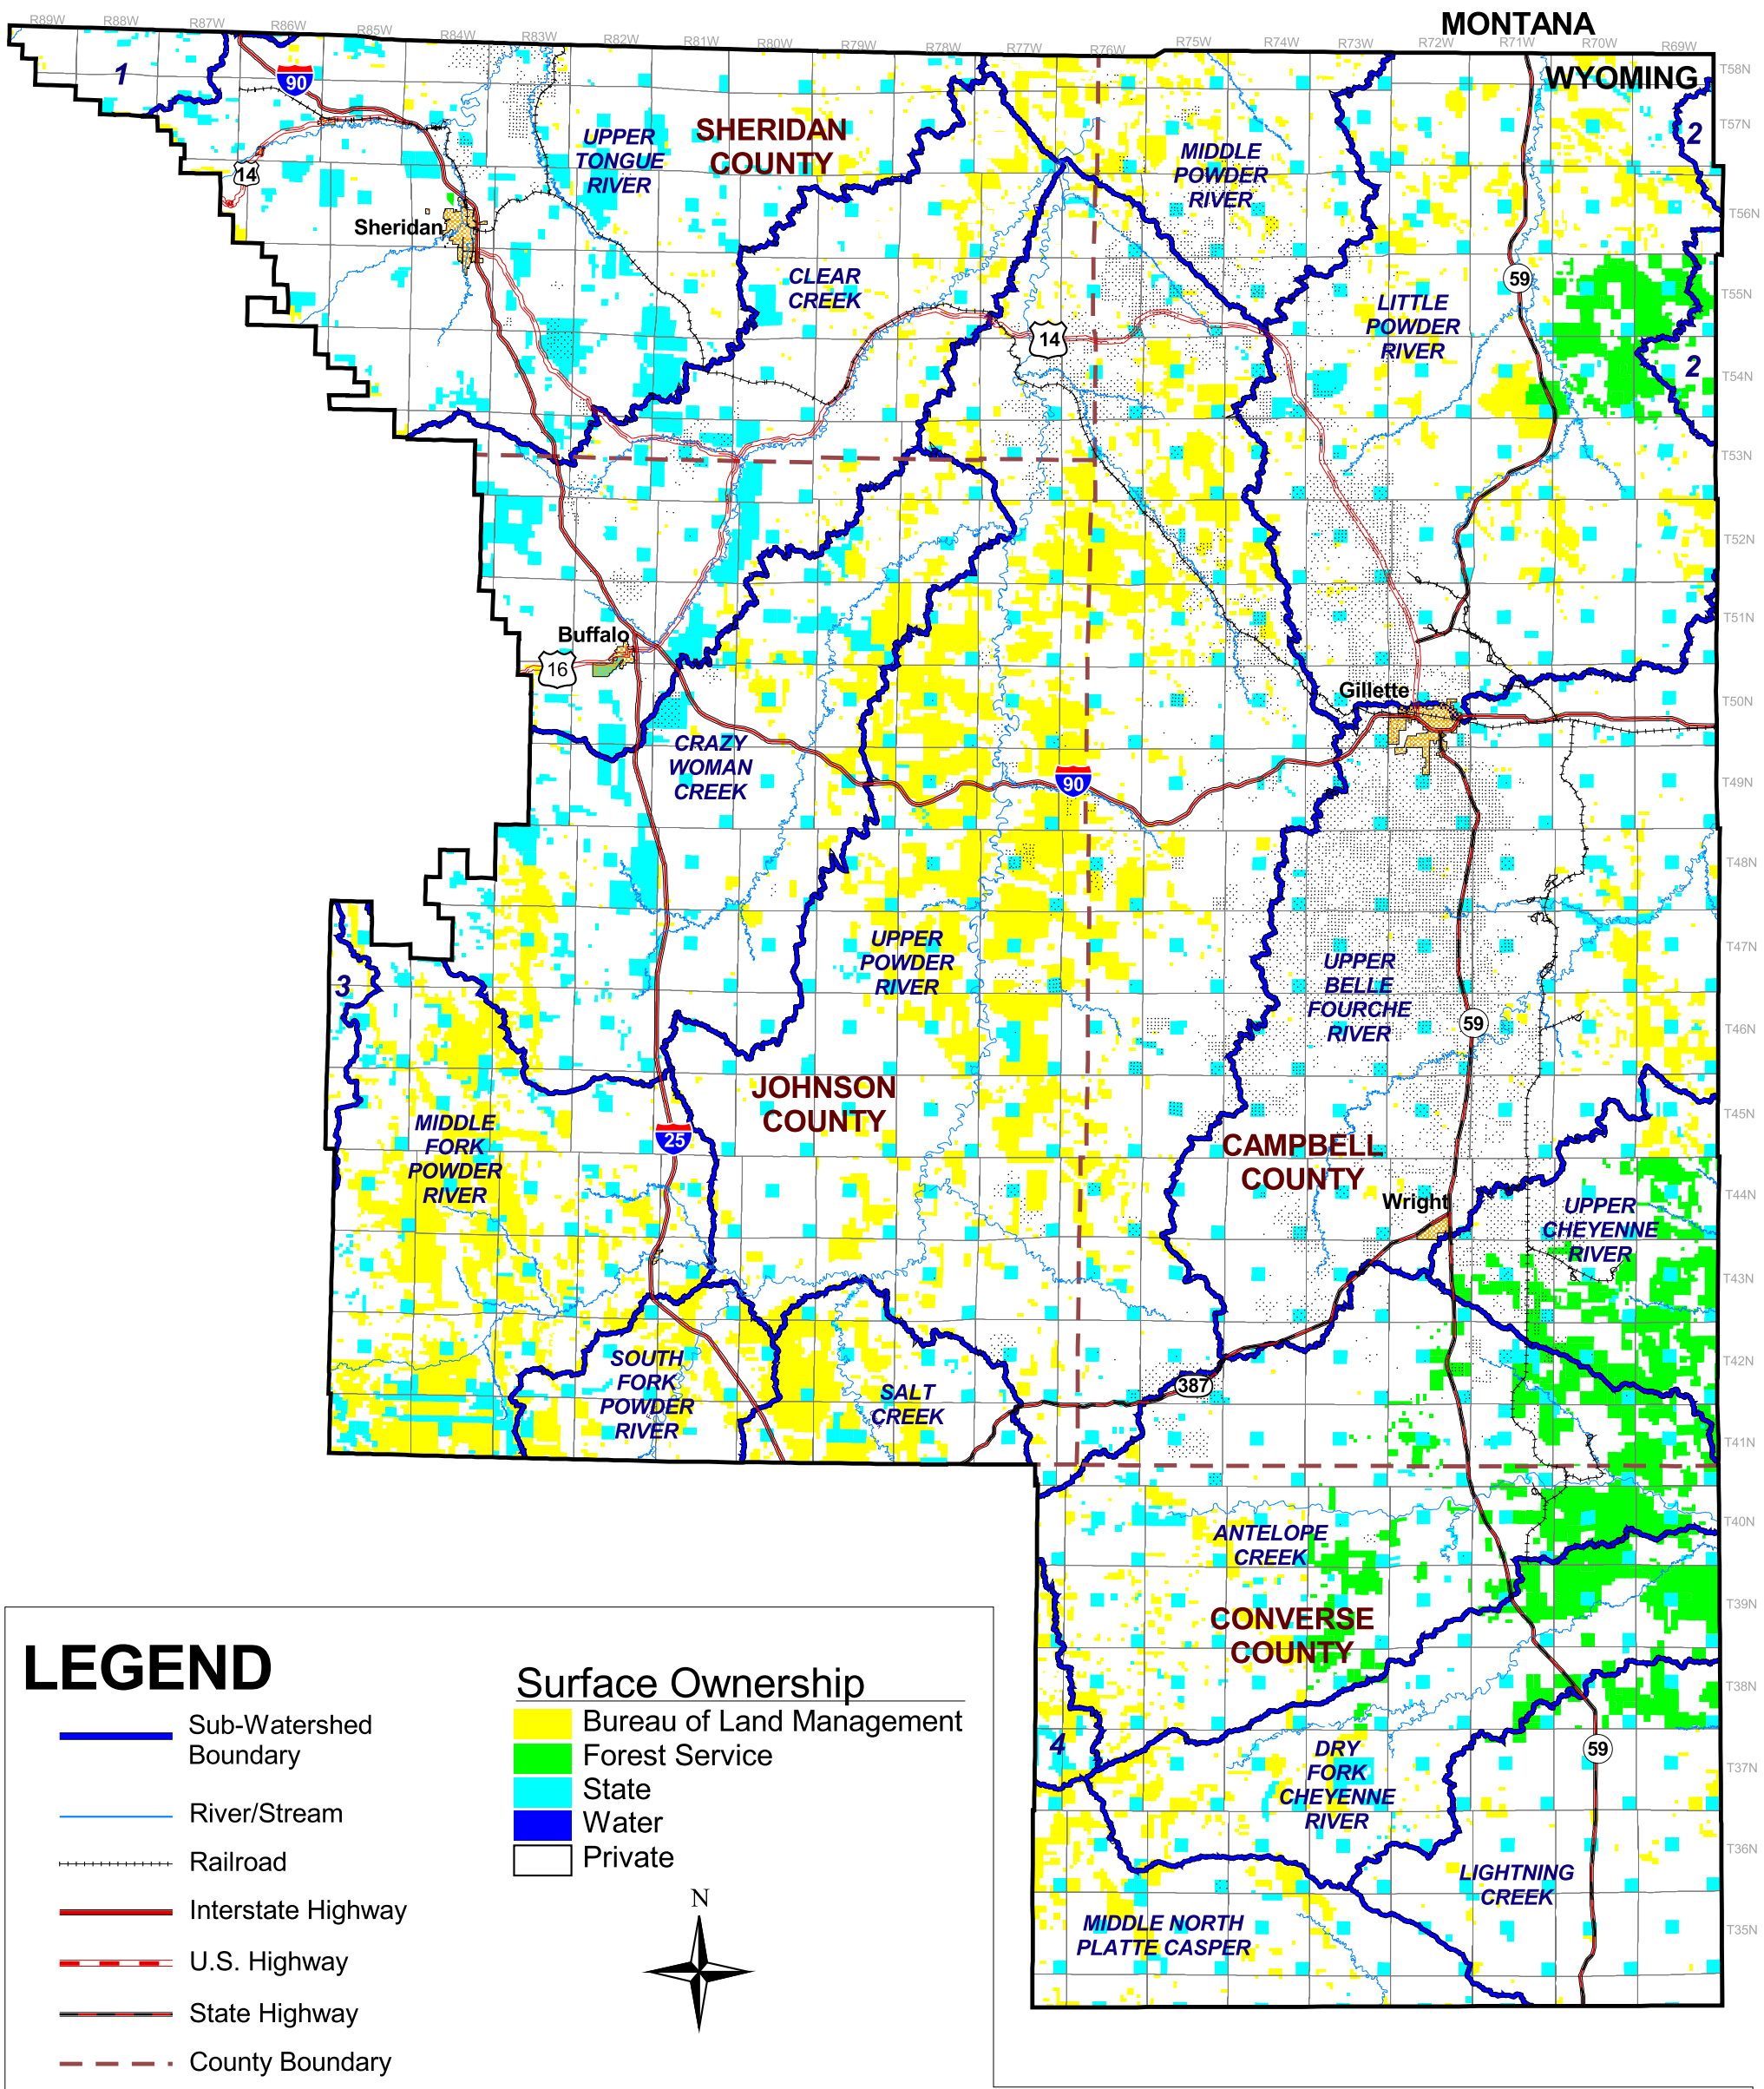 MONTANA
WYOMING
R89W R88W R87W R86W R85W R84W R83W R82W R81W R80W R79W R78W R77W R76W R75W R74W R73W R72W R71W R70W R69W
T58N
T57N
T56N
T55N
T54N
T53N
T52N
T51N
T50N
T49N
T48N
T47N
T46N
T45N
T44N
T43N
T42N
T41N
T40N
T39N
T38N
T37N
T36N
T35N
1
90
14
UPPER
TONGUE
RIVER
SHERIDAN
COUNTY
MIDDLE
POWDER
RIVER
2
Sheridan
CLEAR
CREEK
14
LITTLE
POWDER
RIVER
59
2
Buffalo
16
Gillette
CRAZY
WOMAN
CREEK
90
3
UPPER
POWDER
RIVER
UPPER
BELLE
FOURCHE
RIVER
59
JOHNSON
COUNTY
MIDDLE
FORK
POWDER
RIVER
25
CAMPBELL
COUNTY
Wright
UPPER
CHEYENNE
RIVER
SOUTH
FORK
POWDER
RIVER
SALT
CREEK
387
ANTELOPE
CREEK
CONVERSE
COUNTY
4
DRY
FORK
CHEYENNE
RIVER
59
LIGHTNING
CREEK
MIDDLE NORTH
PLATTE CASPER
LEGEND
Sub-Watershed
Boundary
River/Stream
Railroad
Interstate Highway
U.S. Highway
State Highway
County Boundary
Surface Ownership
Bureau of Land Management
Forest Service
State
Water
Private
N